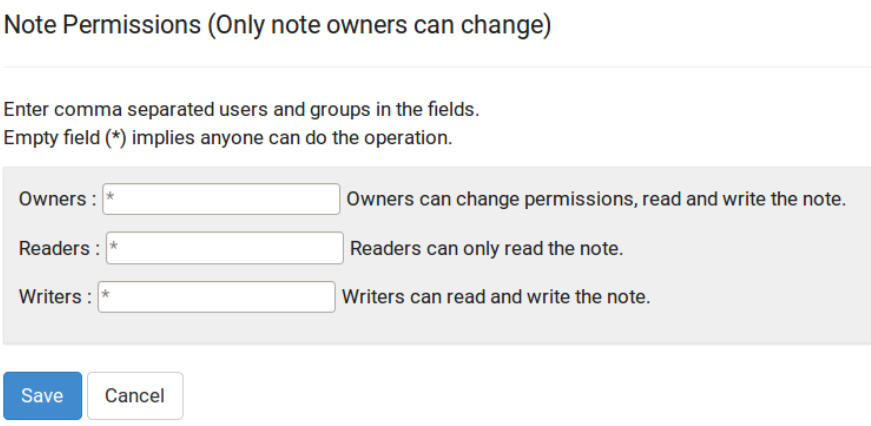 Note Permissions (Only note owners can change)
Enter comma separated users and groups in the fields.
Empty field (*) implies anyone can do the operation.
Owners : * Owners can change permissions, read and write the note.
Readers : * Readers can only read the note.
Writers : * Writers can read and write the note.
Save Cancel